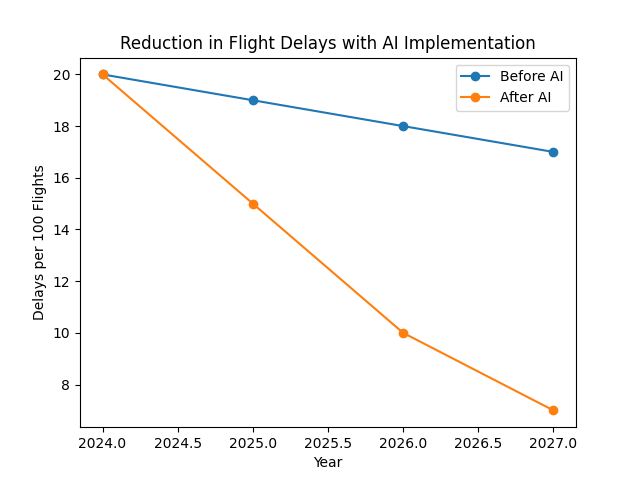 Reduction in Flight Delays with AI Implementation
Before AI
After AI
Delays per 100 Flights
20
18
16
14
12
10
8
2024.0 2024.5 2025.0 2025.5 2026.0 2026.5 2027.0
Year